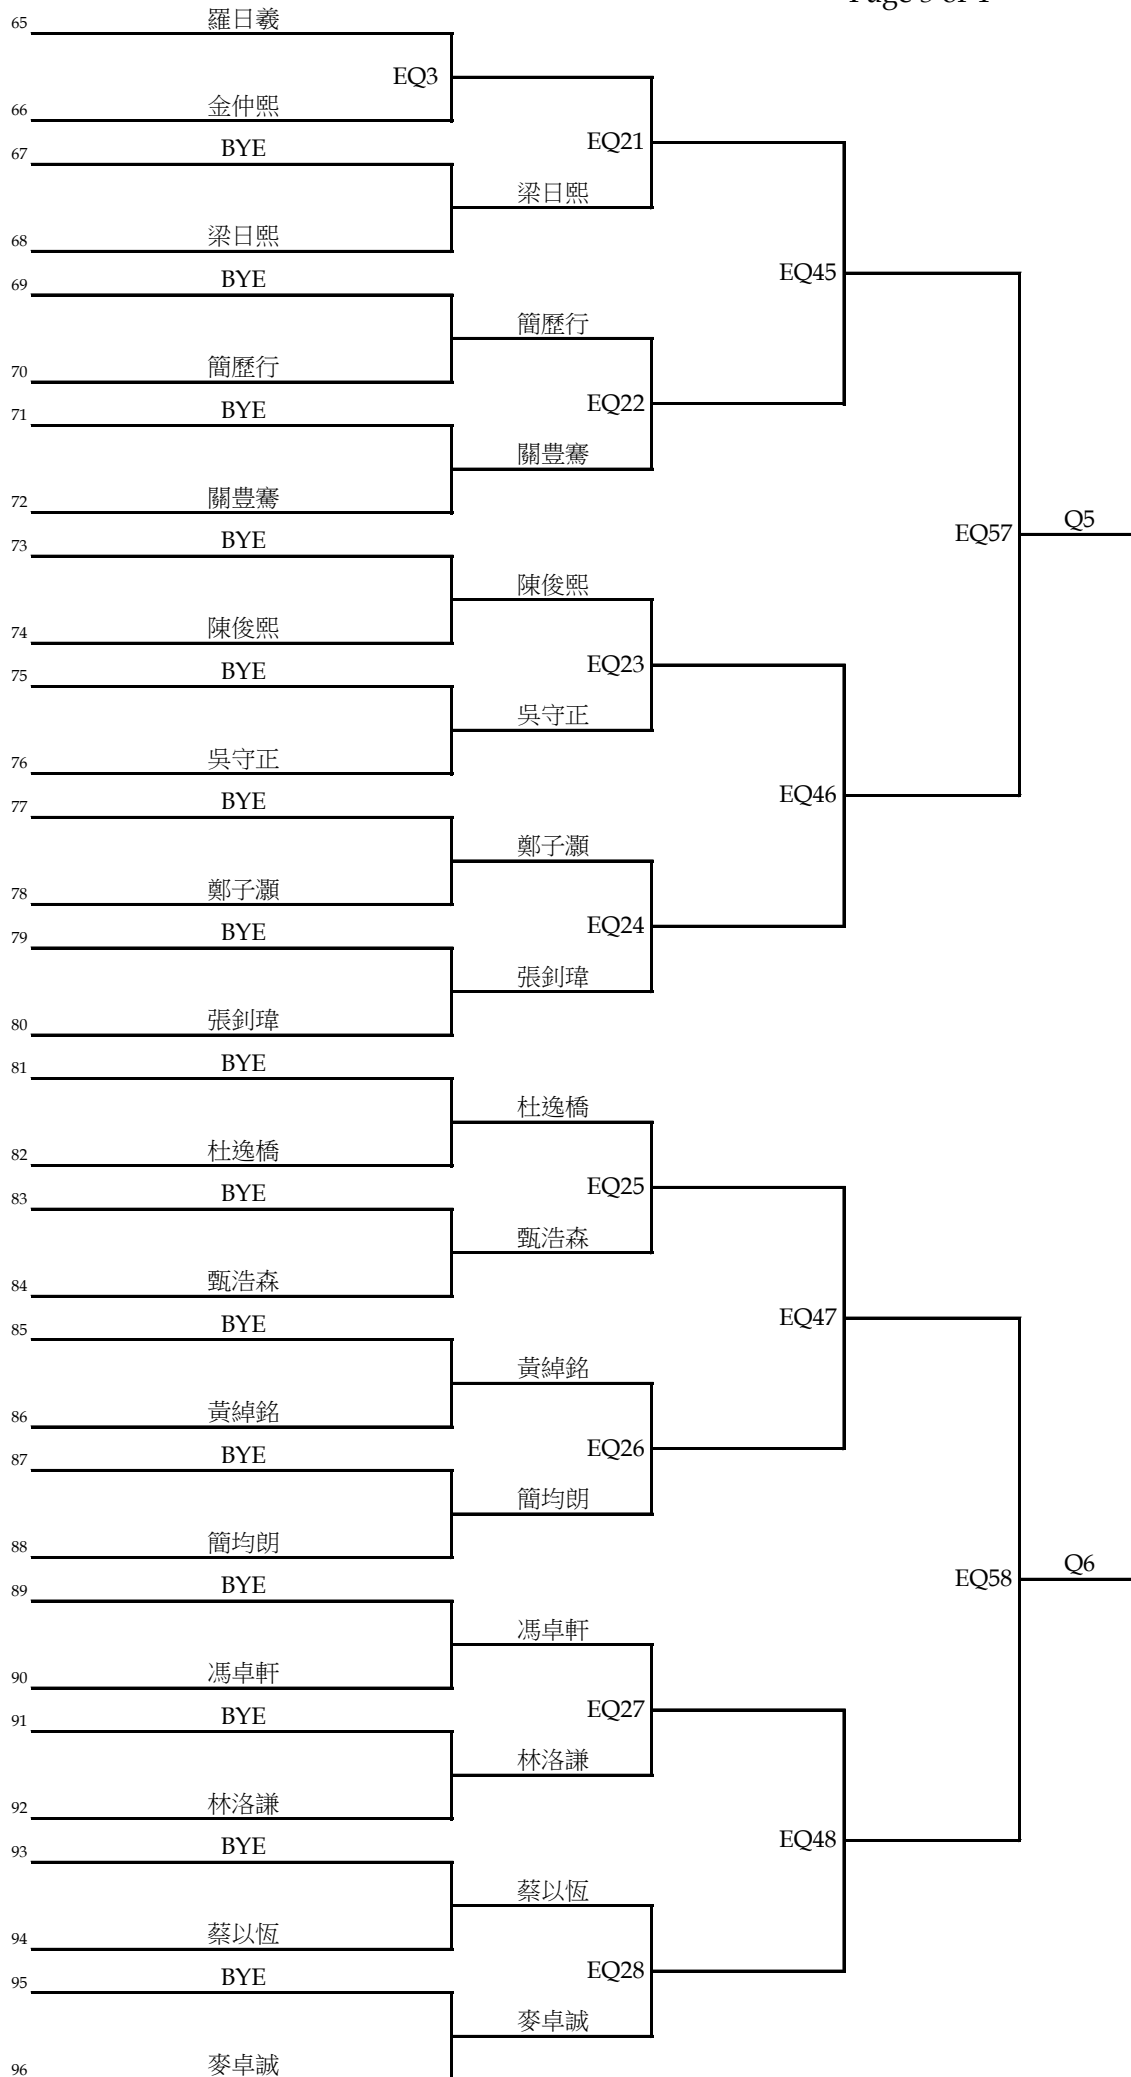 65 羅日羲
EQ3
66 金仲熙
67 BYE
EQ21
梁日熙
68 梁日熙
69 BYE
EQ45
簡歷行
70 簡歷行
71 BYE
EQ22
關豊騫
72 關豊騫
73 BYE
EQ57 Q5
陳俊熙
74 陳俊熙
75 BYE
EQ23
吳守正
76 吳守正
77 BYE
EQ46
鄭子灝
78 鄭子灝
79 BYE
EQ24
張釗瑋
80 張釗瑋
81 BYE
杜逸橋
82 杜逸橋
83 BYE
EQ25
甄浩森
84 甄浩森
85 BYE
EQ47
黃綽銘
86 黃綽銘
87 BYE
EQ26
簡均朗
88 簡均朗
89 BYE
EQ58 Q6
馮卓軒
90 馮卓軒
91 BYE
EQ27
林洛謙
92 林洛謙
93 BYE
EQ48
蔡以恆
94 蔡以恆
95 BYE
EQ28
麥卓誠
96 麥卓誠